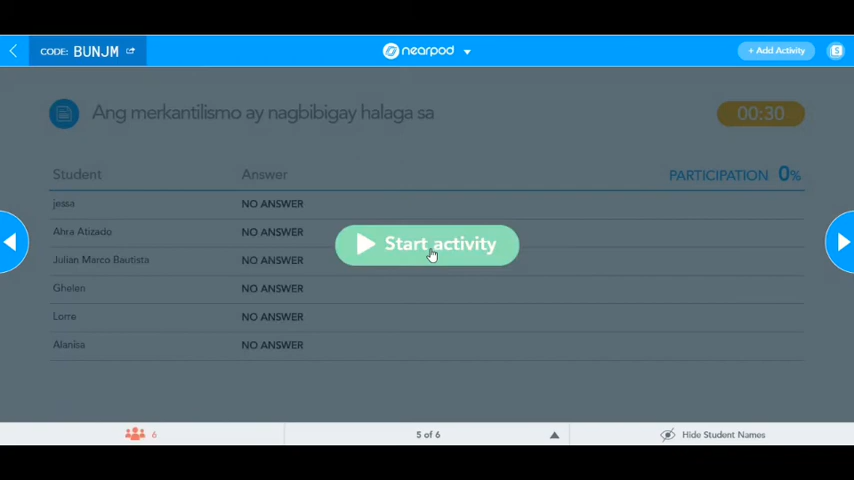 CODE: BUNJM
nearpod
+ Add Activity
5
Ang merkantilismo ay nagbibigay halaga sa
00:30
Student Answer PARTICIPATION 0%
jessa NO ANSWER
Ahra Atizado NO ANSWER
Start activity
Julian Marco Bautista NO ANSWER
Ghelen NO ANSWER
Lorre NO ANSWER
Alanisa NO ANSWER
6
5 of 6
Hide Student Names